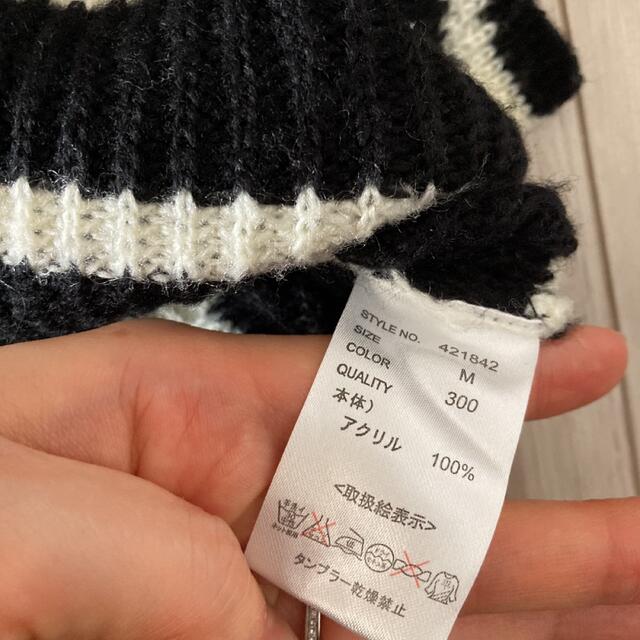 STYLE NO. 421842
SIZE M
COLOR 300
QUALITY
本体)
アクリル 100%
<取扱絵表示>
タンブラー乾燥禁止